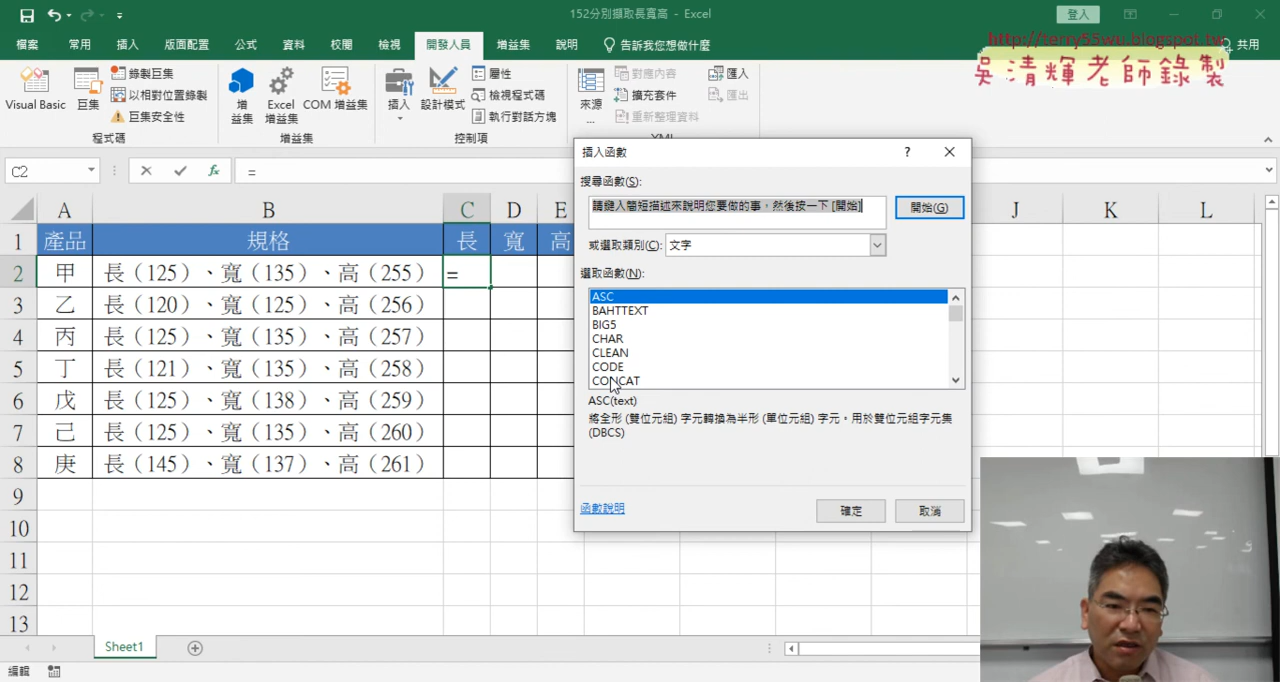 152分別擷取長寬高 - Excel
登入
檔案 常用 插入 版面配置 公式 資料 校閱 檢視 開發人員 增益集 說明 告訴我您想做什麼 共用
http://terry55wu.blogspot.tw
吳清輝老師錄製
Visual Basic 巨集 錄製巨集 以相對位置錄製 巨集安全性 程式碼
增益集 Excel 增益集 COM 增益集 增益集
插入 設計模式 屬性 檢視程式碼 執行對話方塊 控制項
來源 ... 對應內容 擴充套件 重新整理資料 匯入 匯出 XML
C2 fx =
A B C D E J K L
1 產品 規格 長 寬 高
2 甲 長（125）、寬（135）、高（255） =
3 乙 長（120）、寬（125）、高（256）
4 丙 長（125）、寬（135）、高（257）
5 丁 長（121）、寬（135）、高（258）
6 戊 長（125）、寬（138）、高（259）
7 己 長（125）、寬（135）、高（260）
8 庚 長（145）、寬（137）、高（261）
9
10
11
12
13
插入函數 ?
搜尋函數(S):
請鍵入簡短描述來說明您要做的事，然後按一下 [開始]
開始(G)
或選取類別(C): 文字
選取函數(N):
ASC
BAHTTEXT
BIG5
CHAR
CLEAN
CODE
CONCAT
ASC(text)
將全形 (雙位元組) 字元轉換為半形 (單位元組) 字元。用於雙位元組字元集
(DBCS)
函數說明 確定 取消
Sheet1
編輯